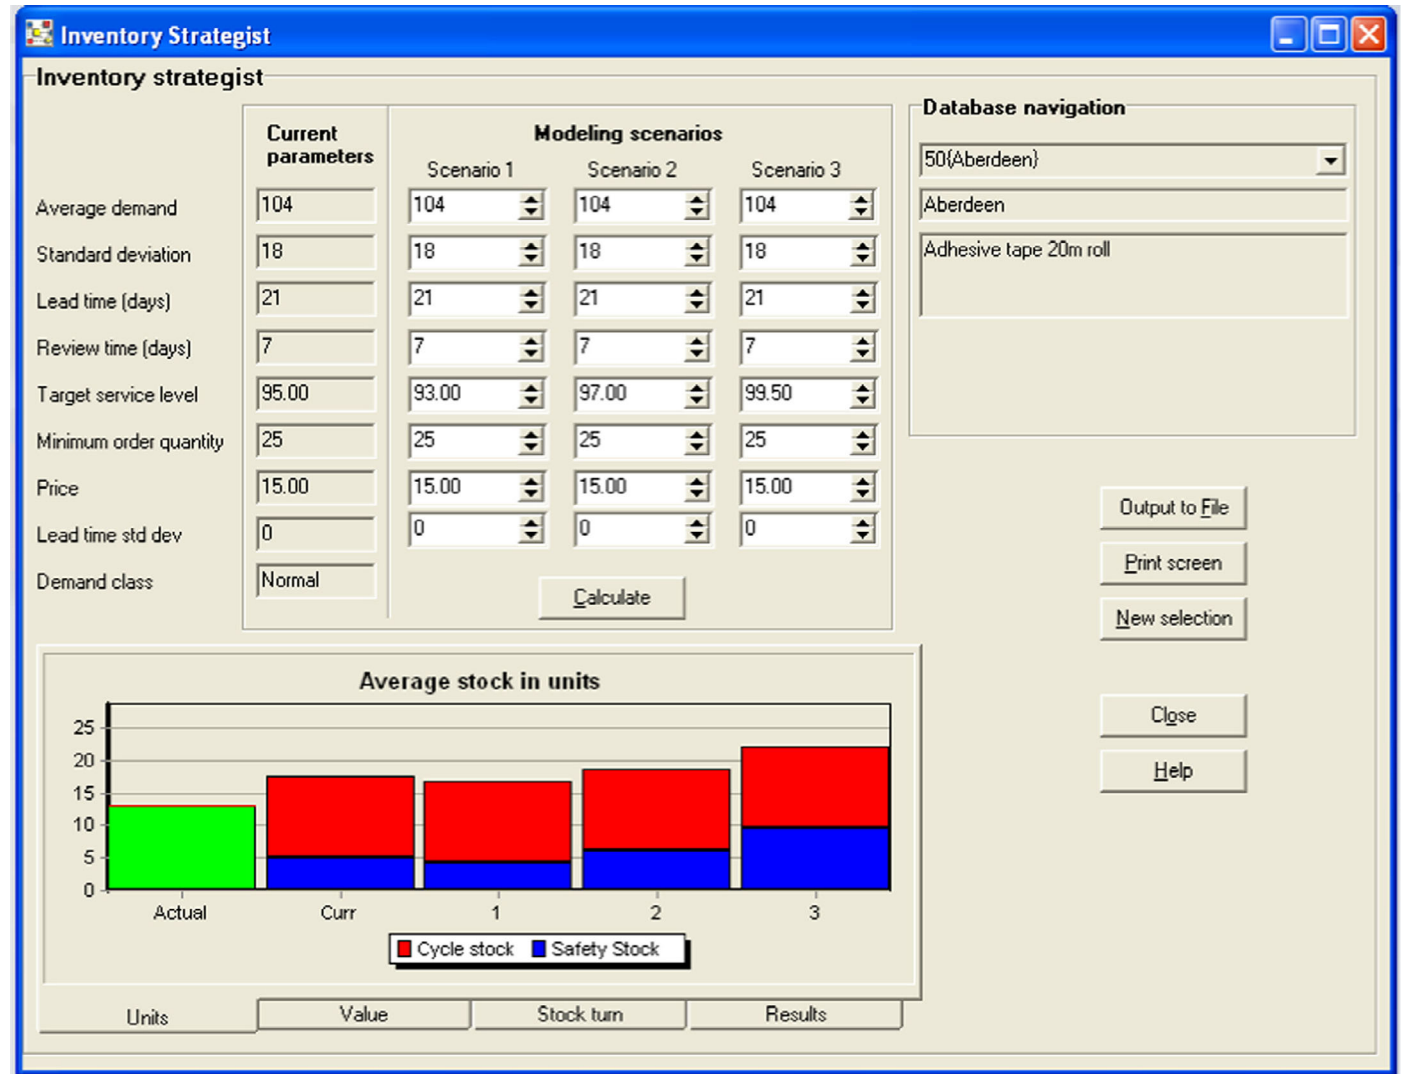 Inventory Strategist
Inventory strategist
Current parameters
Modeling scenarios
Scenario 1 Scenario 2 Scenario 3
Average demand 104 104 104 104
Standard deviation 18 18 18 18
Lead time (days) 21 21 21 21
Review time (days) 7 7 7 7
Target service level 95.00 93.00 97.00 99.50
Minimum order quantity 25 25 25 25
Price 15.00 15.00 15.00 15.00
Lead time std dev 0 0 0 0
Demand class Normal
Calculate
Database navigation
50{Aberdeen}
Aberdeen
Adhesive tape 20m roll
Output to File
Print screen
New selection
Close
Help
Average stock in units
25
20
15
10
5
0
Actual Curr 1 2 3
Cycle stock Safety Stock
Units Value Stock turn Results